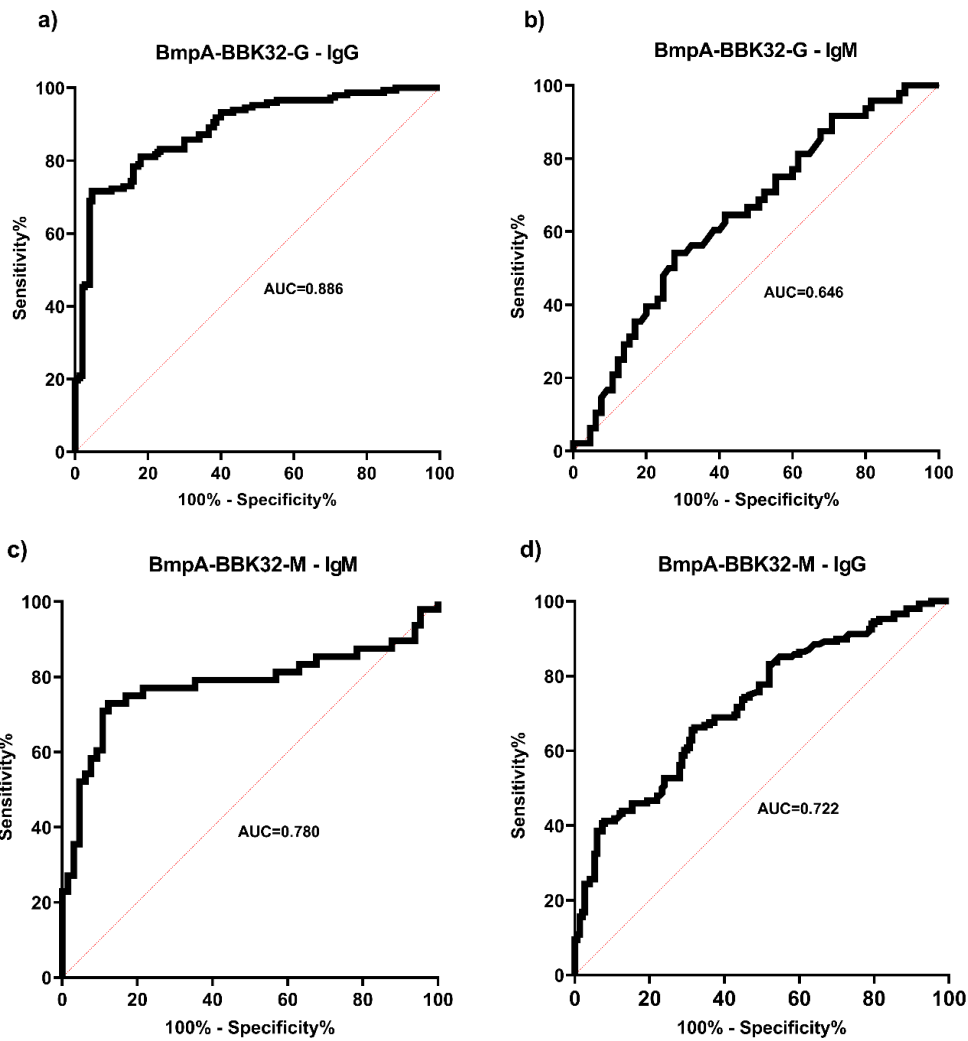 a)
BmpA-BBK32-G - IgG
100
80
60
40
20
0
Sensitivity%
AUC=0.886
0 20 40 60 80 100
100% - Specificity%
b)
BmpA-BBK32-G - IgM
100
80
60
40
20
0
Sensitivity%
AUC=0.646
0 20 40 60 80 100
100% - Specificity%
c)
BmpA-BBK32-M - IgM
100
80
60
40
20
0
Sensitivity%
AUC=0.780
0 20 40 60 80 100
100% - Specificity%
d)
BmpA-BBK32-M - IgG
100
80
60
40
20
0
Sensitivity%
AUC=0.722
0 20 40 60 80 100
100% - Specificity%